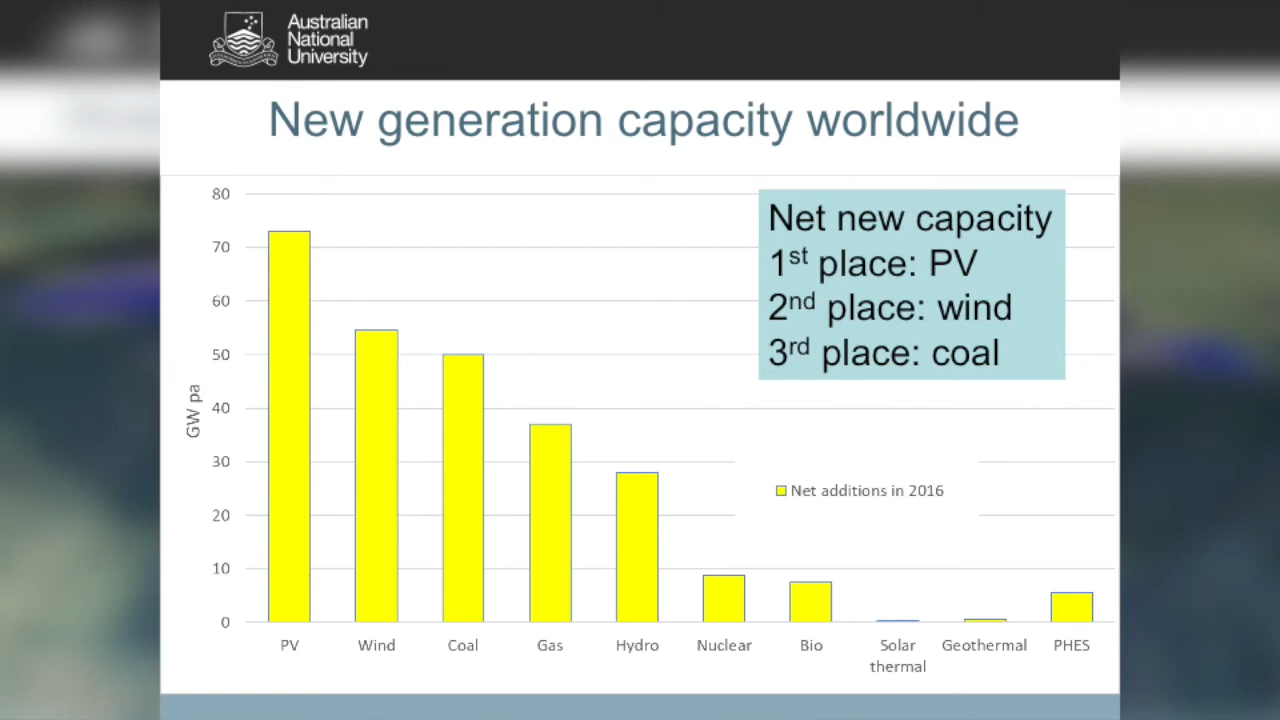 Australian
National
University
New generation capacity worldwide
80
70
60
50
40
30
20
10
0
GW pa
Net new capacity
1st place: PV
2nd place: wind
3rd place: coal
Net additions in 2016
PV Wind Coal Gas Hydro Nuclear Bio Solar thermal Geothermal PHES